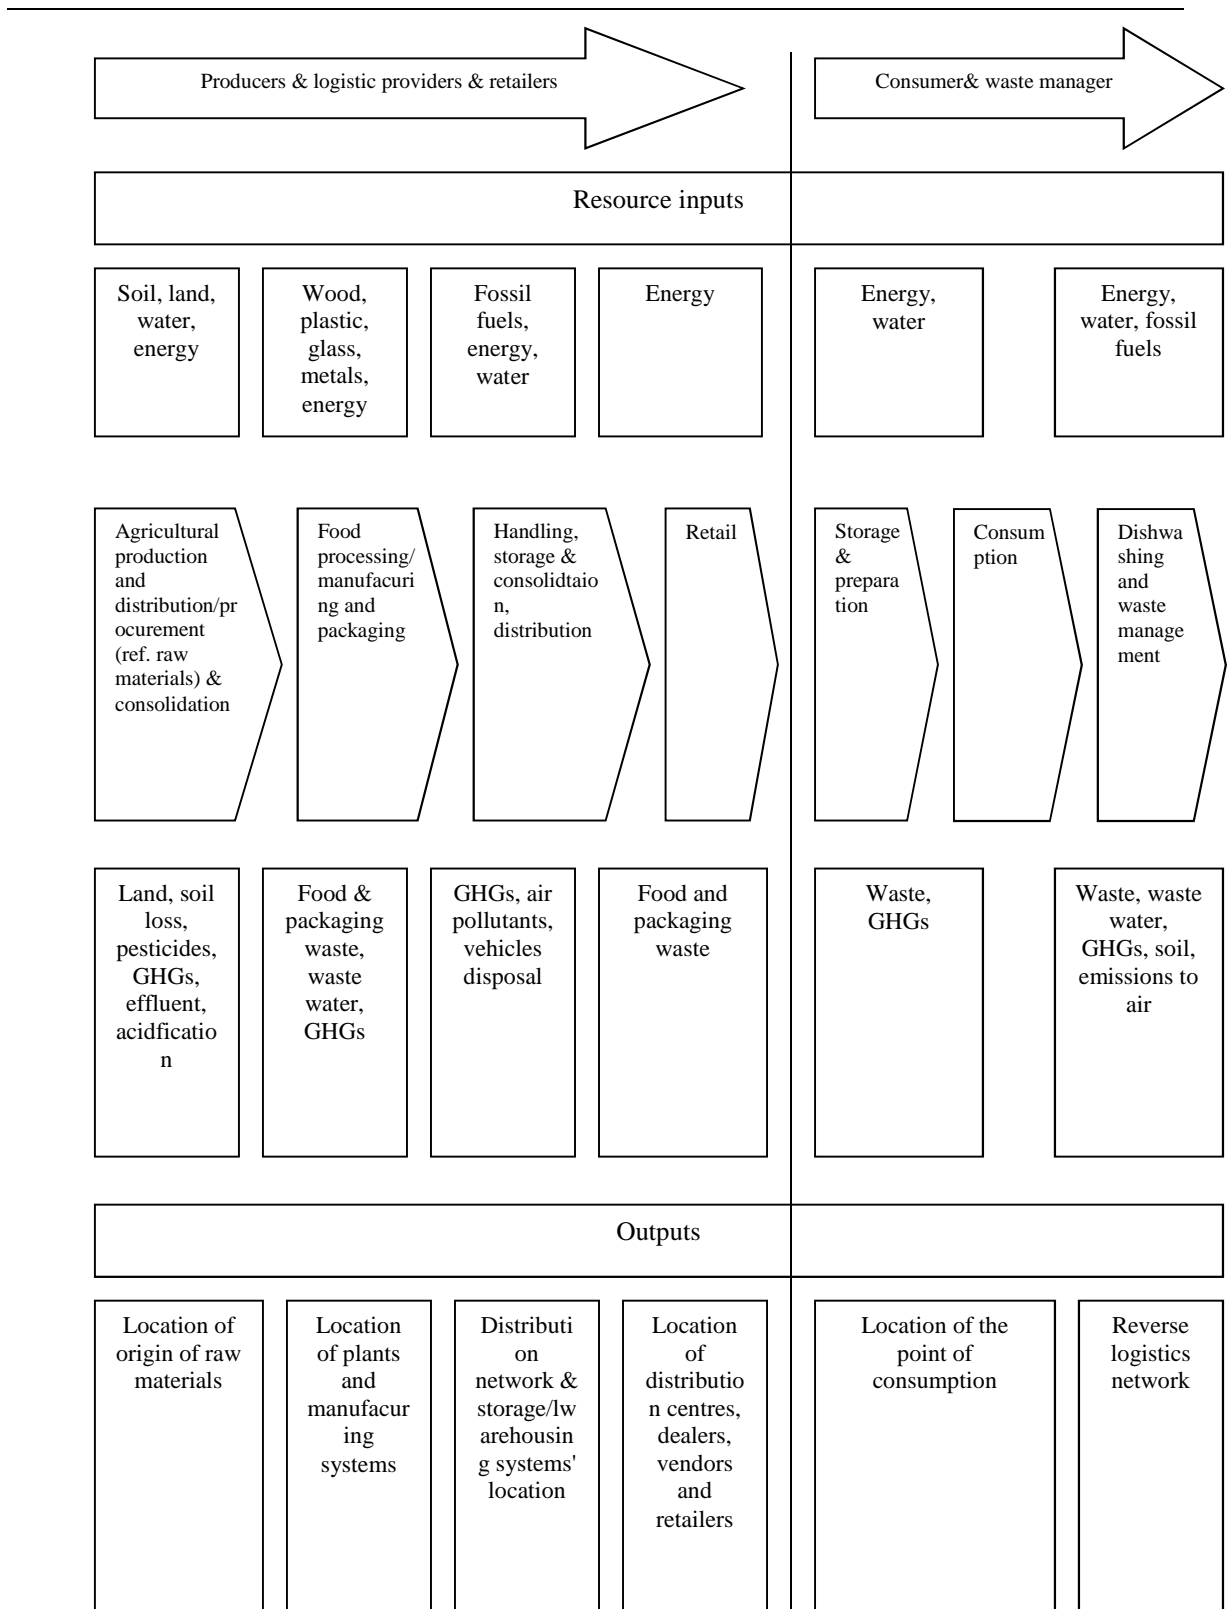 Producers & logistic providers & retailers
Consumer& waste manager
Resource inputs
Soil, land,
water,
energy
Wood,
plastic,
glass,
metals,
energy
Fossil
fuels,
energy,
water
Energy
Energy,
water
Energy,
water, fossil
fuels
Agricultural
production
and
distribution/pr
ocurement
(ref. raw
materials) &
consolidation
Food
processing/
manufacuri
ng and
packaging
Handling,
storage &
consolidtaio
n,
distribution
Retail
Storage
&
prepara
tion
Consum
ption
Dishwa
shing
and
waste
manage
ment
Land, soil
loss,
pesticides,
GHGs,
effluent,
acidficatio
n
Food &
packaging
waste,
waste
water,
GHGs
GHGs, air
pollutants,
vehicles
disposal
Food and
packaging
waste
Waste,
GHGs
Waste, waste
water,
GHGs, soil,
emissions to
air
Outputs
Location of
origin of raw
materials
Location
of plants
and
manufacur
ing
systems
Distributi
on
network &
storage/lw
arehousin
g systems'
location
Location
of
distributio
n centres,
dealers,
vendors
and
retailers
Location of the
point of
consumption
Reverse
logistics
network